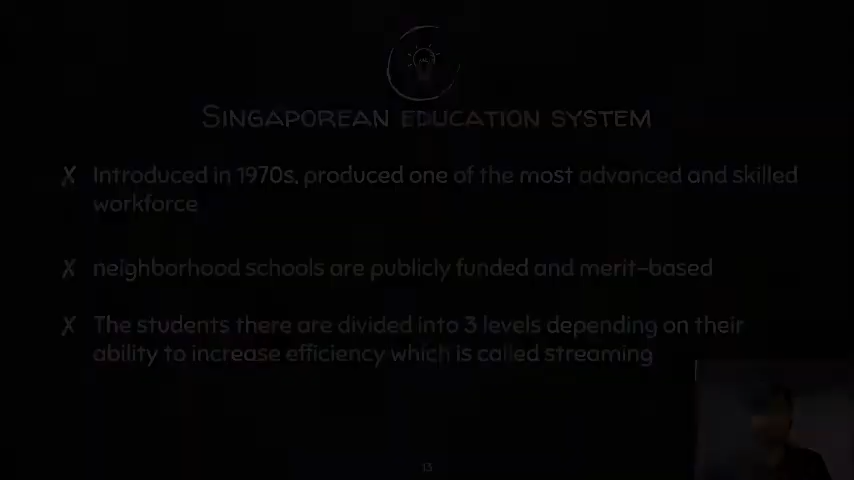 Singaporean education system
✗ Introduced in 1970s, produced one of the most advanced and skilled
workforce
✗ neighborhood schools are publicly funded and merit-based
✗ The students there are divided into 3 levels depending on their
ability to increase efficiency which is called streaming
13